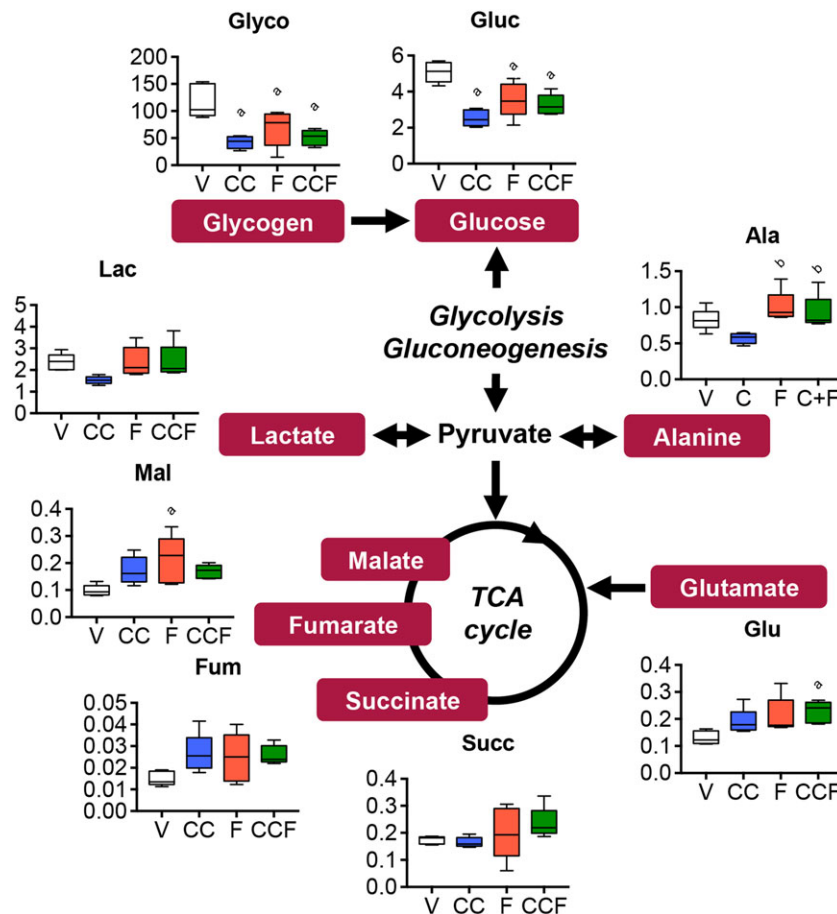 Glyco
Gluc
200
150
100
50
0
a
a
a
V CC F CCF
6
4
2
0
a
a
a
V CC F CCF
Glycogen
Glucose
Lac
5
4
3
2
1
0
V CC F CCF
Glycolysis
Gluconeogenesis
Ala
1.5
1.0
0.5
0.0
b
b
V C F C+F
Lactate
Pyruvate
Alanine
Mal
0.4
0.3
0.2
0.1
0.0
a
V CC F CCF
Malate
Fumarate
Succinate
TCA
cycle
Glutamate
Fum
0.05
0.04
0.03
0.02
0.01
0.00
V CC F CCF
Succ
0.4
0.3
0.2
0.1
0.0
V CC F CCF
Glu
0.4
0.3
0.2
0.1
0.0
a
V CC F CCF